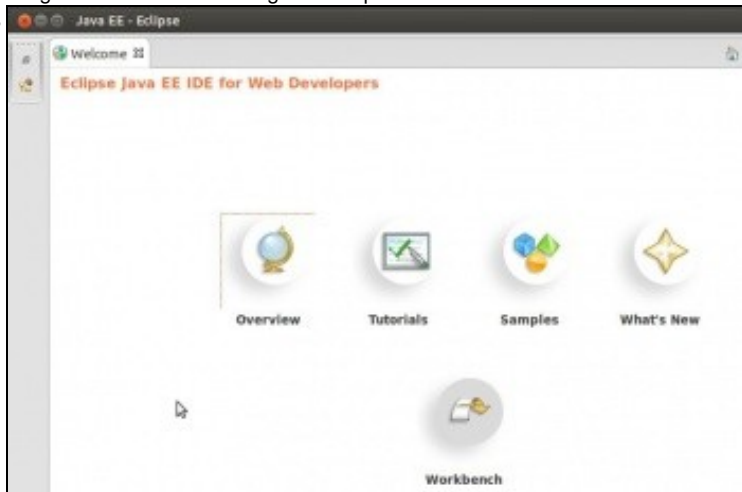 Java EE - Eclipse
Welcome
Eclipse Java EE IDE for Web Developers
Overview
Tutorials
Samples
What's New
Workbench